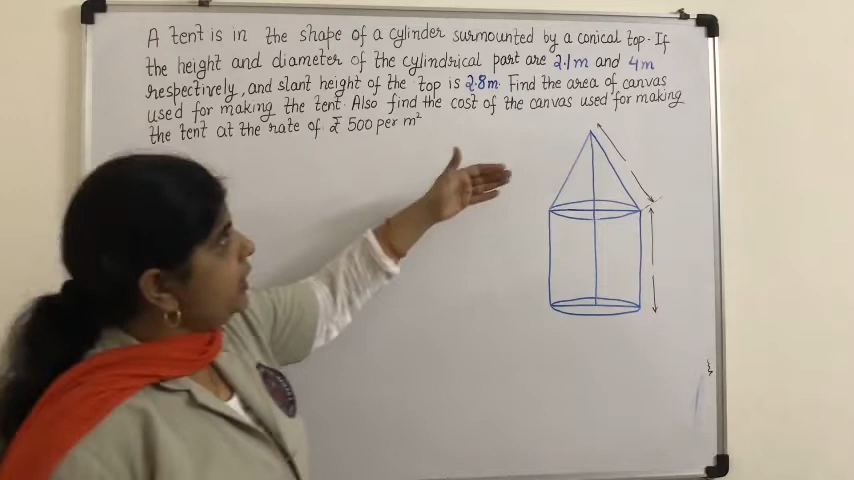 A tent is in the shape of a cylinder surmounted by a conical top. If
the height and diameter of the cylindrical part are 2.1m and 4m
respectively, and slant height of the top is 2.8m. Find the area of canvas
used for making the tent. Also find the cost of the canvas used for making
the tent at the rate of ₹ 500 per m²